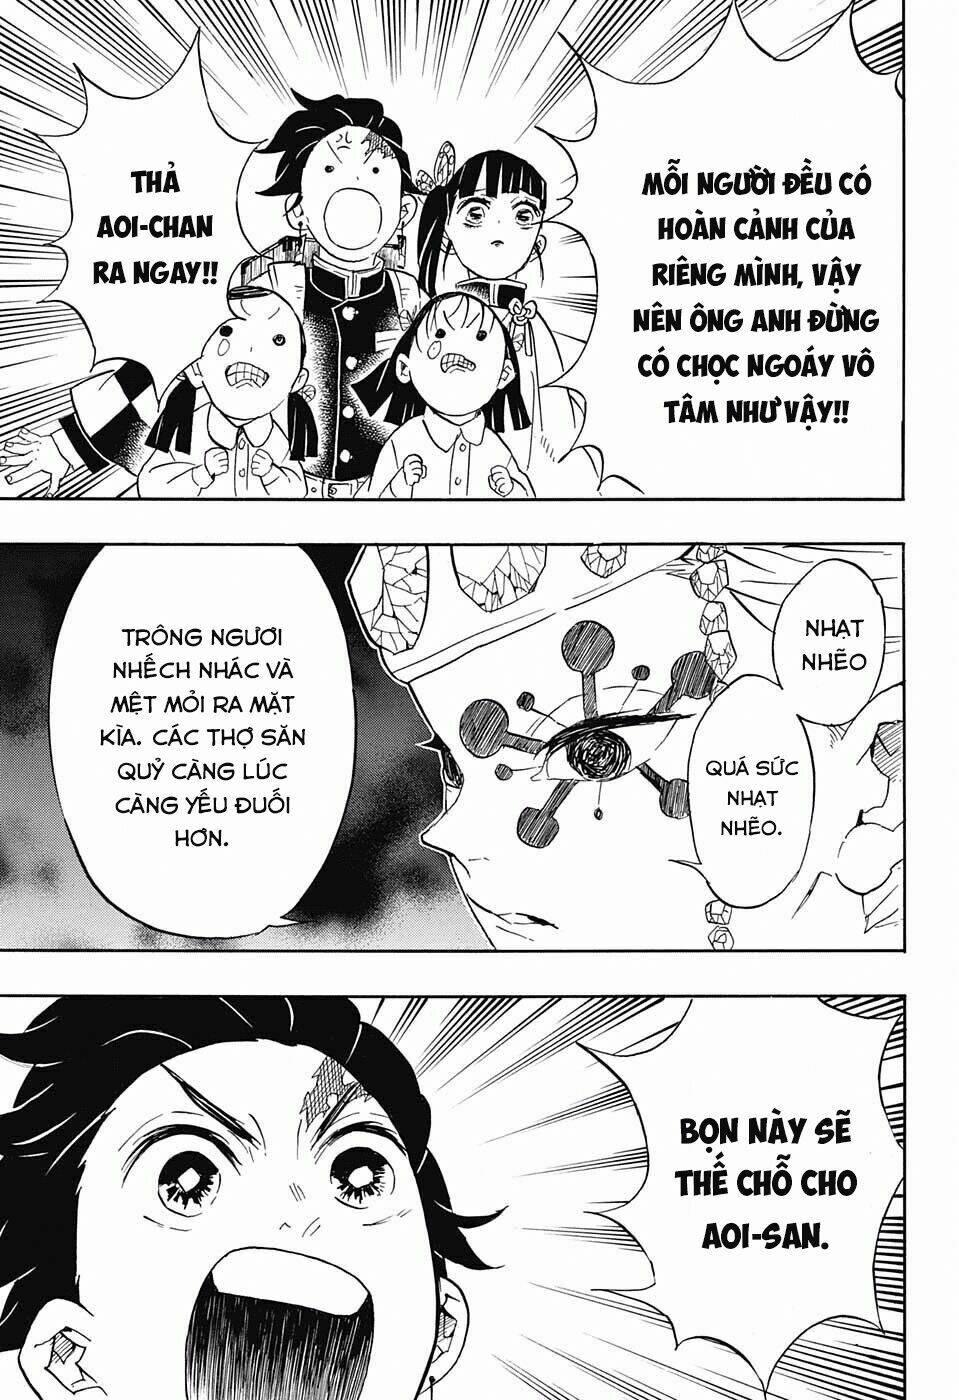 MỖI NGƯỜI ĐỀU CÓ
HOÀN CẢNH CỦA
RIÊNG MÌNH, VẬY
NÊN ÔNG ANH ĐỪNG
CÓ CHỌC NGOÁY VÔ
TÂM NHƯ VẬY!!
THẢ
AOI-CHAN
RA NGAY!!
NHẠT
NHẼO
QUÁ SỨC
NHẠT
NHẼO.
TRÔNG NGƯƠI
NHẾCH NHÁC VÀ
MỆT MỎI RA MẶT
KÌA. CÁC THỢ SĂN
QUỶ CÀNG LÚC
CÀNG YẾU ĐUỐI
HƠN.
BỌN NÀY SẼ
THẾ CHỖ CHO
AOI-SAN.